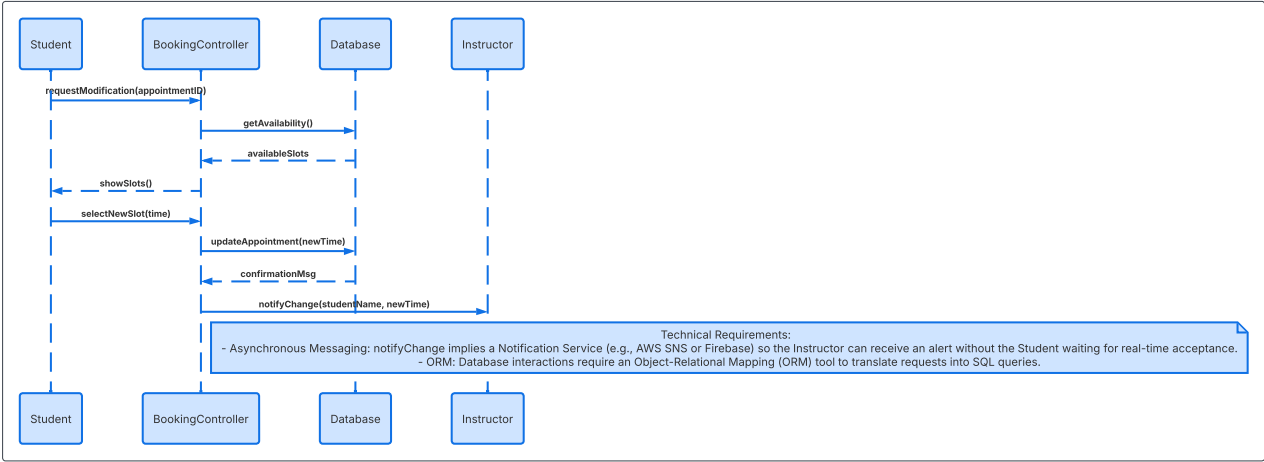 Student
BookingController
Database
Instructor
requestModification(appointmentID)
getAvailability()
availableSlots
showSlots()
selectNewSlot(time)
updateAppointment(newTime)
confirmationMsg
notifyChange(studentName, newTime)
Technical Requirements:
- Asynchronous Messaging: notifyChange implies a Notification Service (e.g., AWS SNS or Firebase) so the Instructor can receive an alert without the Student waiting for real-time acceptance.
- ORM: Database interactions require an Object-Relational Mapping (ORM) tool to translate requests into SQL queries.
Student
BookingController
Database
Instructor